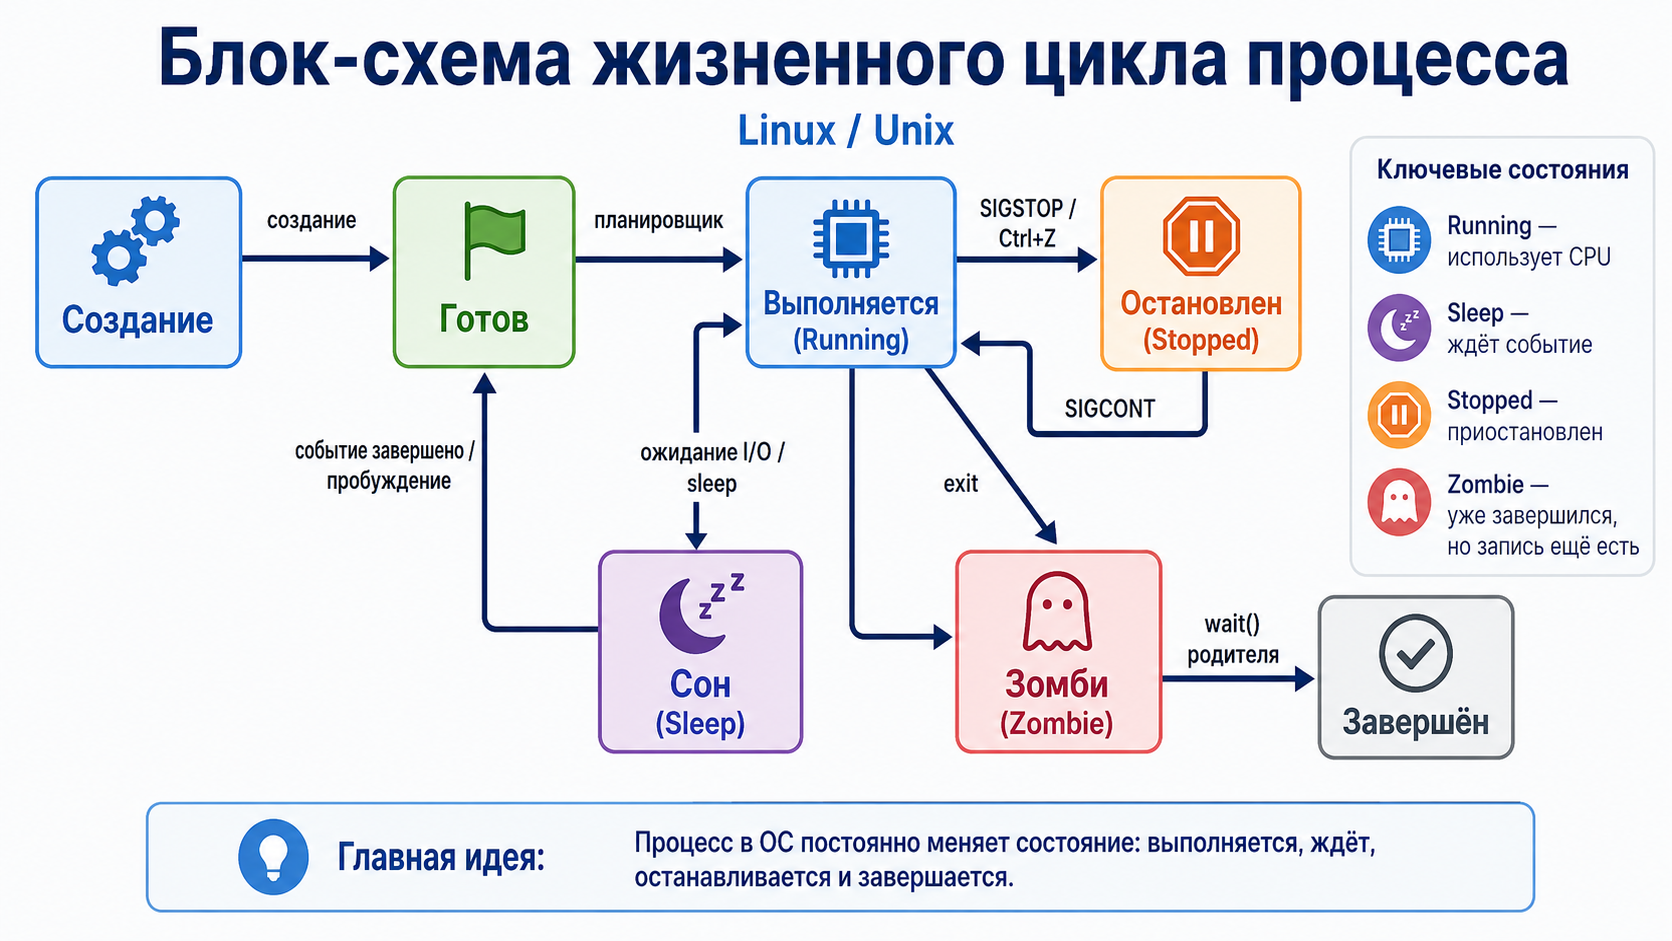 Блок-схема жизненного цикла процесса
Linux / Unix
Создание
создание
Готов
планировщик
Выполняется
(Running)
SIGSTOP /
Ctrl+Z
Остановлен
(Stopped)
SIGCONT
событие завершено /
пробуждение
ожидание I/O /
sleep
exit
z z z
Сон
(Sleep)
Зомби
(Zombie)
wait()
родителя
Завершён
Ключевые состояния
Running —
использует CPU
z z z
Sleep —
ждёт событие
Stopped —
приостановлен
Zombie —
уже завершился,
но запись ещё есть
Главная идея:
Процесс в ОС постоянно меняет состояние: выполняется, ждёт,
останавливается и завершается.